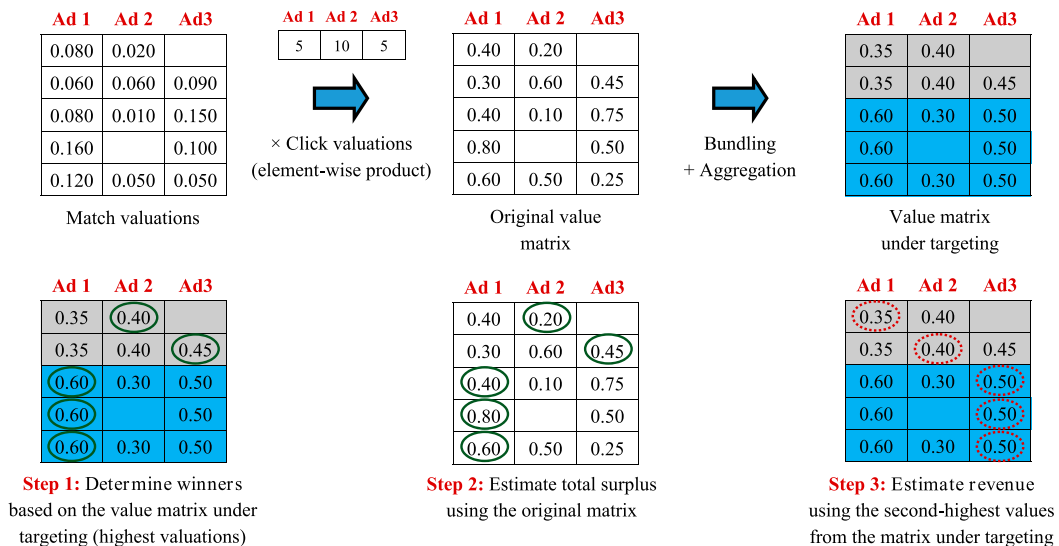 Ad 1 Ad 2 Ad3
0.080 0.020
0.060 0.060 0.090
0.080 0.010 0.150
0.160 0.100
0.120 0.050 0.050
Match valuations
Ad 1 Ad 2 Ad3
5 10 5
× Click valuations
(element-wise product)
Ad 1 Ad 2 Ad3
0.40 0.20
0.30 0.60 0.45
0.40 0.10 0.75
0.80 0.50
0.60 0.50 0.25
Original value
matrix
Bundling
+ Aggregation
Ad 1 Ad 2 Ad3
0.35 0.40
0.35 0.40 0.45
0.60 0.30 0.50
0.60 0.50
0.60 0.30 0.50
Value matrix
under targeting
Ad 1 Ad 2 Ad3
0.35 0.40
0.35 0.40 0.45
0.60 0.30 0.50
0.60 0.50
0.60 0.30 0.50
Step 1: Determine winners
based on the value matrix under
targeting (highest valuations)
Ad 1 Ad 2 Ad3
0.40 0.20
0.30 0.60 0.45
0.40 0.10 0.75
0.80 0.50
0.60 0.50 0.25
Step 2: Estimate total surplus
using the original matrix
Ad 1 Ad 2 Ad3
0.35 0.40
0.35 0.40 0.45
0.60 0.30 0.50
0.60 0.50
0.60 0.30 0.50
Step 3: Estimate revenue
using the second-highest values
from the matrix under targeting